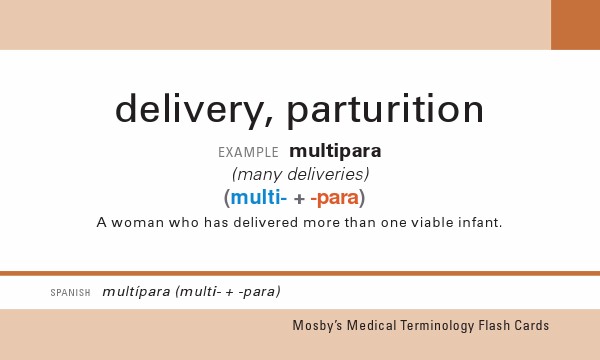 delivery, parturition
EXAMPLE multipara
(many deliveries)
(multi- + -para)
A woman who has delivered more than one viable infant.
SPANISH multípara (multi- + -para)
Mosby's Medical Terminology Flash Cards